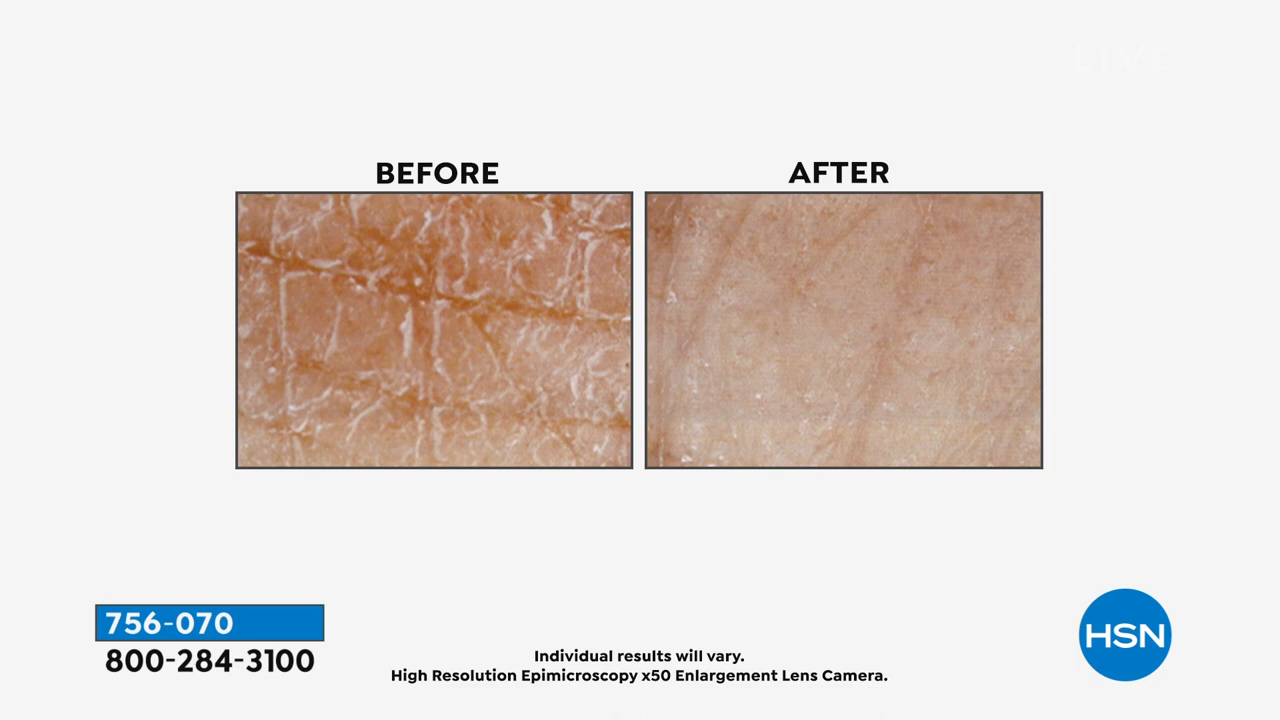 LIVE
BEFORE
AFTER
756-070
800-284-3100
Individual results will vary.
High Resolution Epimicroscopy x50 Enlargement Lens Camera.
HSN